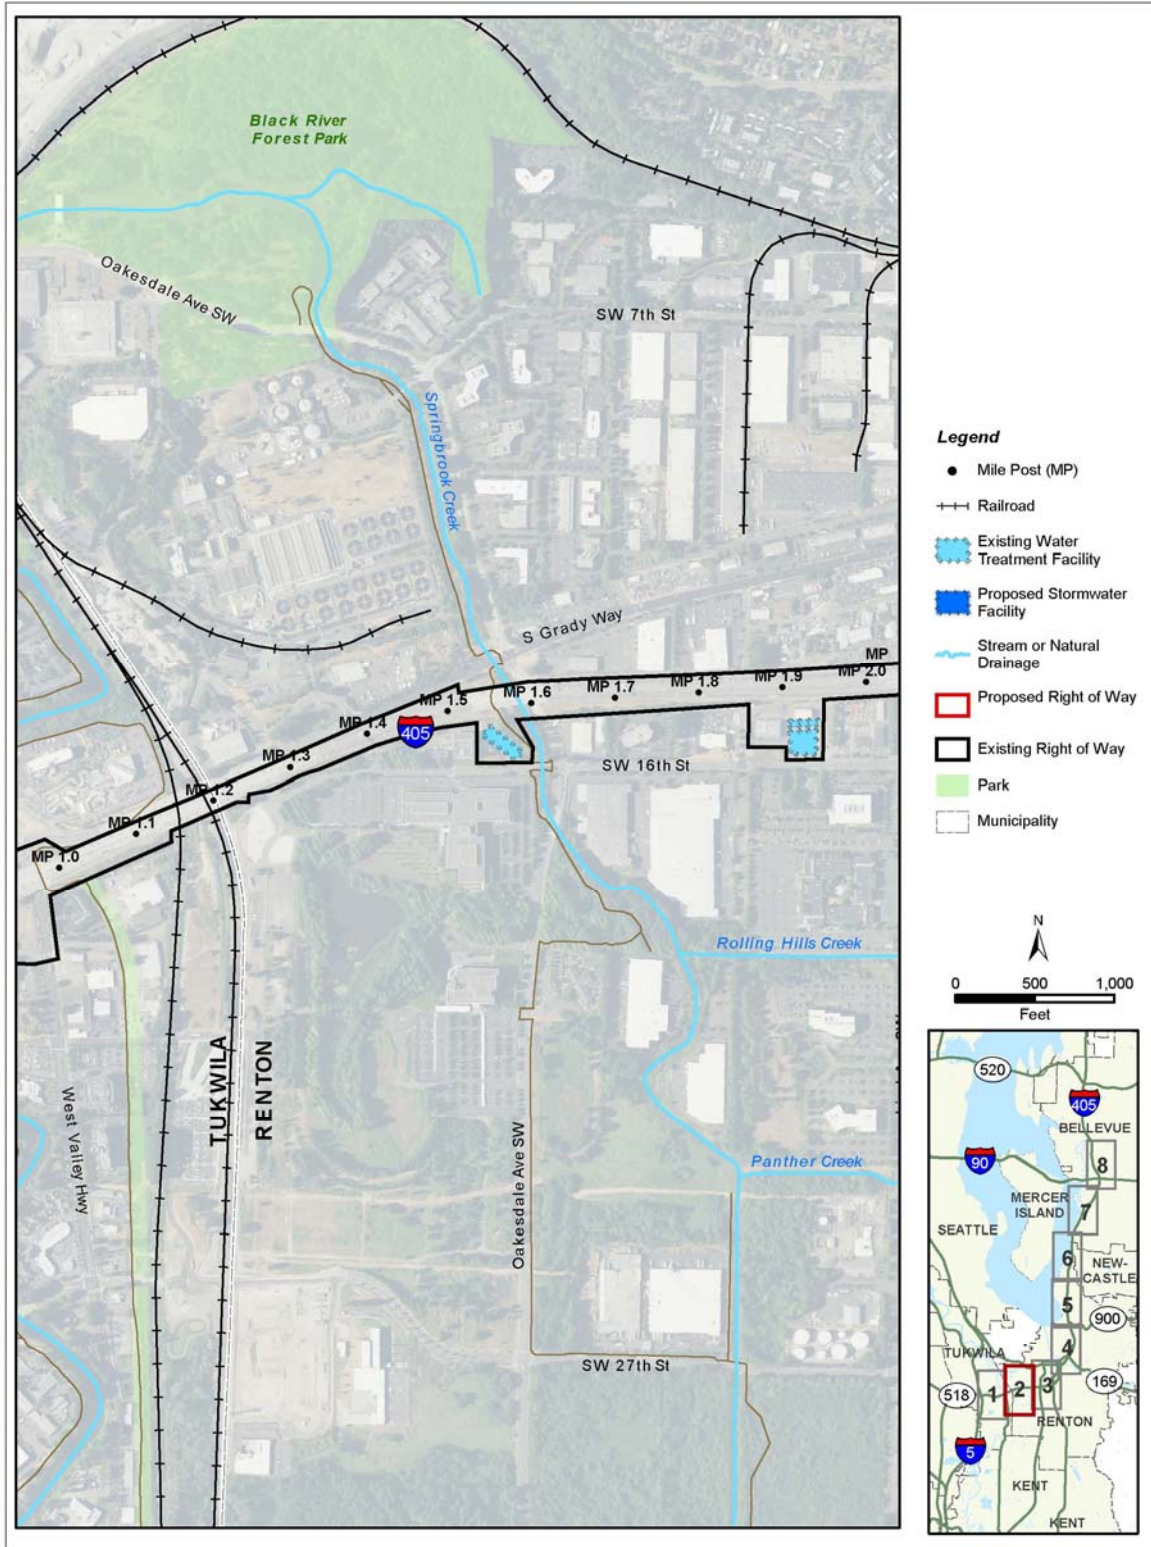 Black River
Forest Park
Oakesdale Ave SW
SW 7th St
Springbrook Creek
S Grady Way
MP
MP 2.0
MP 1.9
MP 1.8
MP 1.7
MP 1.6
MP 1.5
MP 1.4
405
MP 1.3
SW 16th St
MP 1.2
MP 1.1
MP 1.0
Rolling Hills Creek
TUKWILA
RENTON
West Valley Hwy
Oakesdale Ave SW
Panther Creek
SW 27th St
Legend
Mile Post (MP)
Railroad
Existing Water
Treatment Facility
Proposed Stormwater
Facility
Stream or Natural
Drainage
Proposed Right of Way
Existing Right of Way
Park
Municipality
N
0 500 1,000
Feet
520
405
BELLEVUE
90
8
MERCER
ISLAND
7
SEATTLE
6
NEW-
CASTLE
5
900
4
TUKWILA
518
1
2
3
169
RENTON
5
KENT
KENT